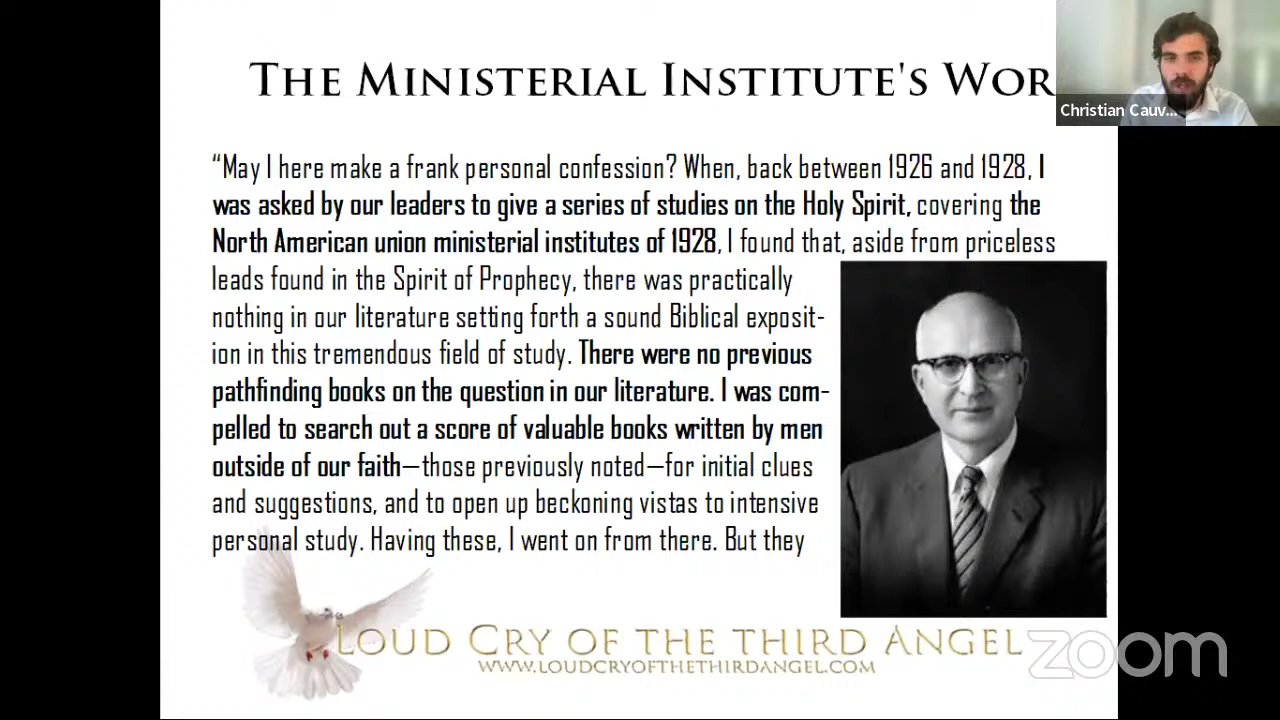 THE MINISTERIAL INSTITUTE'S WOR
Christian Cauv...
“May I here make a frank personal confession? When, back between 1926 and 1928, I
was asked by our leaders to give a series of studies on the Holy Spirit, covering the
North American union ministerial institutes of 1928, I found that, aside from priceless
leads found in the Spirit of Prophecy, there was practically
nothing in our literature setting forth a sound Biblical exposit-
ion in this tremendous field of study. There were no previous
pathfinding books on the question in our literature. I was com-
pelled to search out a score of valuable books written by men
outside of our faith—those previously noted—for initial clues
and suggestions, and to open up beckoning vistas to intensive
personal study. Having these, I went on from there. But they
LOUD CRY OF THE THIRD ANGEL
WWW.LOUDCRYOFTHETHIRDANGEL.COM
zoom